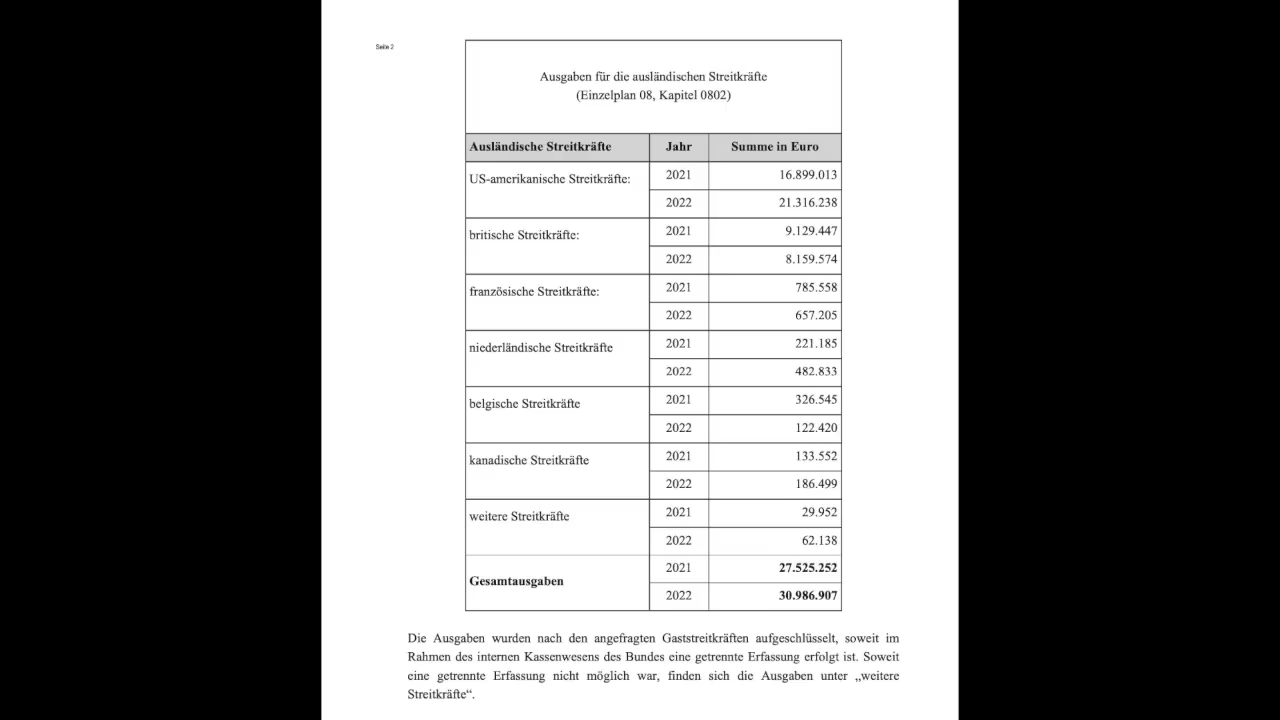 Seite 2
Ausgaben für die ausländischen Streitkräfte
(Einzelplan 08, Kapitel 0802)
Ausländische Streitkräfte Jahr Summe in Euro
US-amerikanische Streitkräfte: 2021 16.899.013
2022 21.316.238
britische Streitkräfte: 2021 9.129.447
2022 8.159.574
französische Streitkräfte: 2021 785.558
2022 657.205
niederländische Streitkräfte 2021 221.185
2022 482.833
belgische Streitkräfte 2021 326.545
2022 122.420
kanadische Streitkräfte 2021 133.552
2022 186.499
weitere Streitkräfte 2021 29.952
2022 62.138
Gesamtausgaben 2021 27.525.252
2022 30.986.907
Die Ausgaben wurden nach den angefragten Gaststreitkräften aufgeschlüsselt, soweit im
Rahmen des internen Kassenwesens des Bundes eine getrennte Erfassung erfolgt ist. Soweit
eine getrennte Erfassung nicht möglich war, finden sich die Ausgaben unter „weitere
Streitkräfte“.